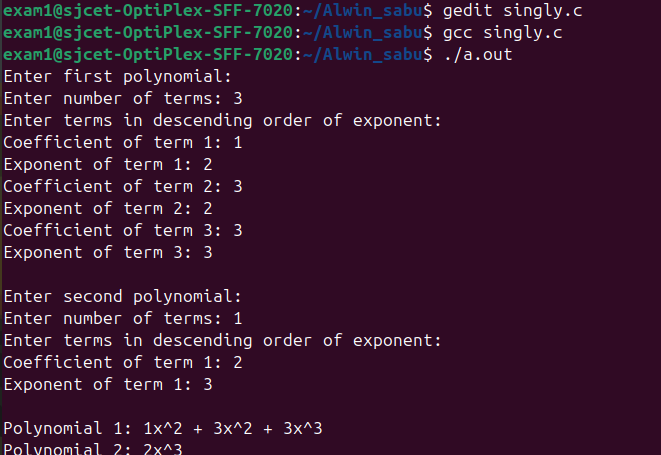 exam1@sjcet-OptiPlex-SFF-7020:~/Alwin_sabu$ gedit singly.c
exam1@sjcet-OptiPlex-SFF-7020:~/Alwin_sabu$ gcc singly.c
exam1@sjcet-OptiPlex-SFF-7020:~/Alwin_sabu$ ./a.out
Enter first polynomial:
Enter number of terms: 3
Enter terms in descending order of exponent:
Coefficient of term 1: 1
Exponent of term 1: 2
Coefficient of term 2: 3
Exponent of term 2: 2
Coefficient of term 3: 3
Exponent of term 3: 3
Enter second polynomial:
Enter number of terms: 1
Enter terms in descending order of exponent:
Coefficient of term 1: 2
Exponent of term 1: 3
Polynomial 1: 1x^2 + 3x^2 + 3x^3
Polynomial 2: 2x^3